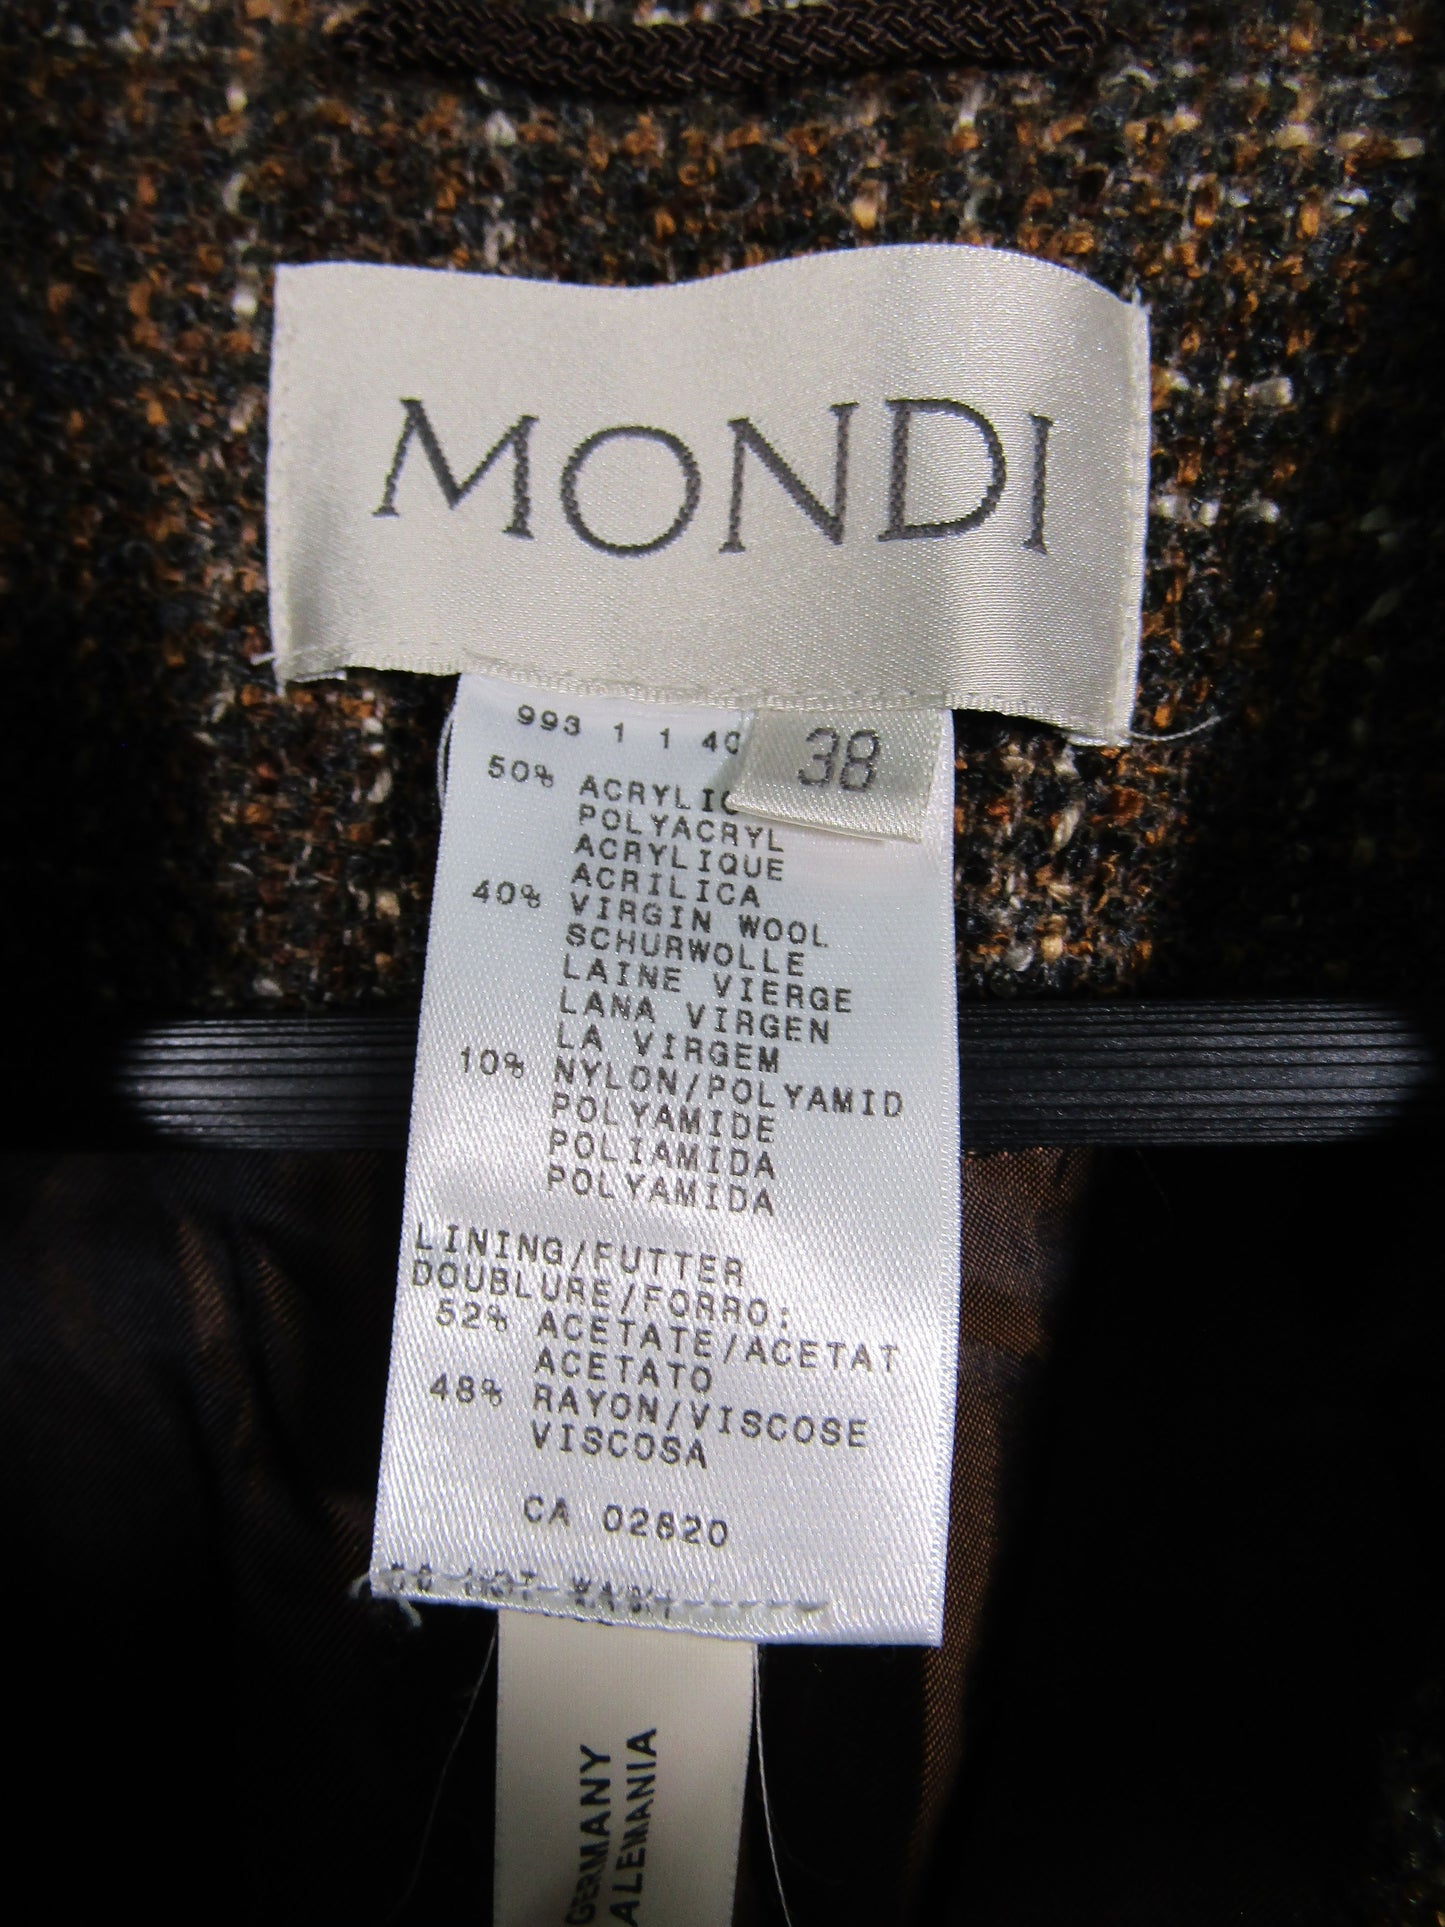 MONDI
993 1 1 40
38
50% ACRYLIC
POLYACRYL
ACRYLIQUE
ACRILICA
40% VIRGIN WOOL
SCHURWOLLE
LAINE VIERGE
LANA VIRGEN
LA VIRGEM
10% NYLON/POLYAMID
POLYAMIDE
POLIAMIDA
POLYAMIDA
LINING/FUTTER
DOUBLURE/FORRO:
52% ACETATE/ACETAT
ACETATO
48% RAYON/VISCOSE
VISCOSA
CA 02820
GERMANY
ALEMANIA